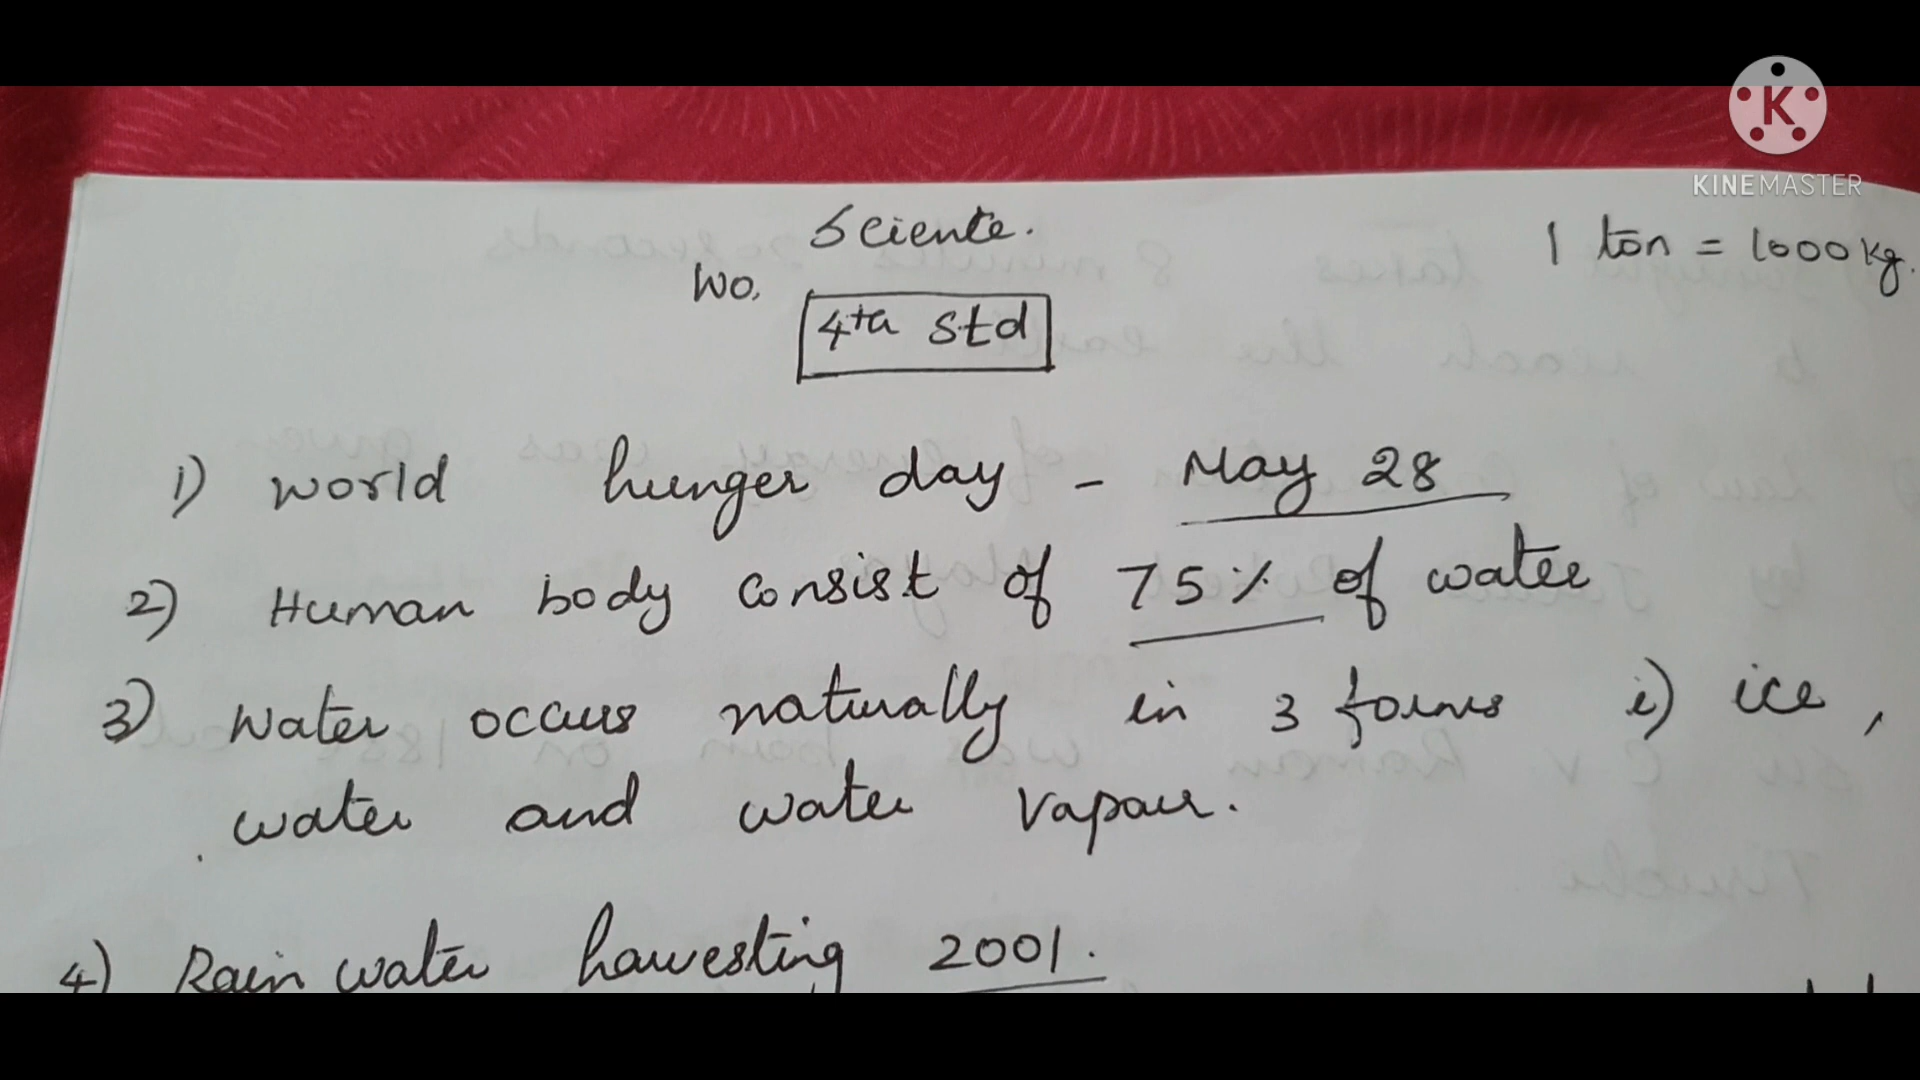 K
KINEMASTER
Science.
1 ton = 1000 kg.
WO.
4th Std
1) World hunger day - May 28
2) Human body consist of 75% of water
3) Water occurs naturally in 3 forms i) ice,
water and water vapour.
4) Rain water harvesting 2001.